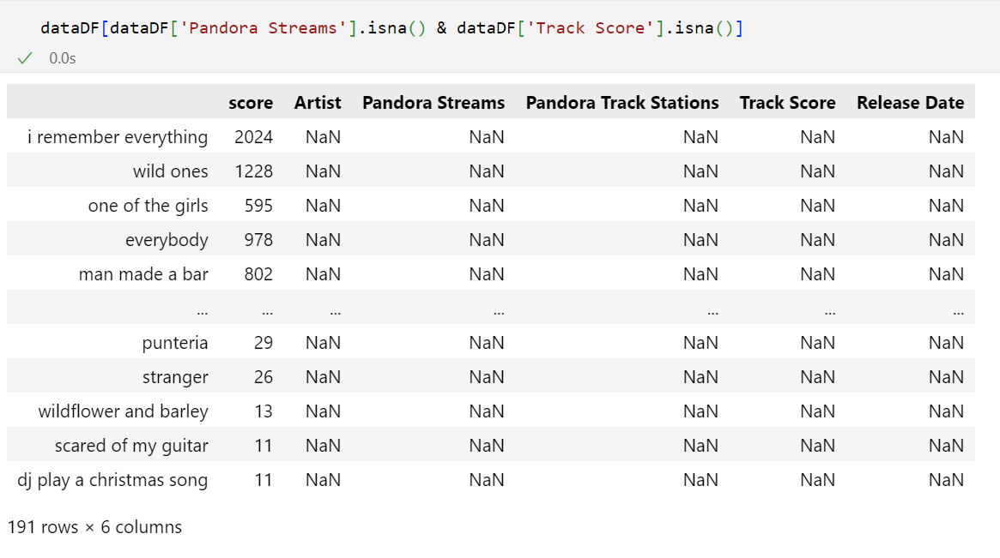 dataDF[dataDF['Pandora Streams'].isna() & dataDF['Track Score'].isna()]
0.0s
score Artist Pandora Streams Pandora Track Stations Track Score Release Date
i remember everything 2024 NaN NaN NaN NaN NaN
wild ones 1228 NaN NaN NaN NaN NaN
one of the girls 595 NaN NaN NaN NaN NaN
everybody 978 NaN NaN NaN NaN NaN
man made a bar 802 NaN NaN NaN NaN NaN
... ... ... ... ... ... ...
punteria 29 NaN NaN NaN NaN NaN
stranger 26 NaN NaN NaN NaN NaN
wildflower and barley 13 NaN NaN NaN NaN NaN
scared of my guitar 11 NaN NaN NaN NaN NaN
dj play a christmas song 11 NaN NaN NaN NaN NaN
191 rows × 6 columns